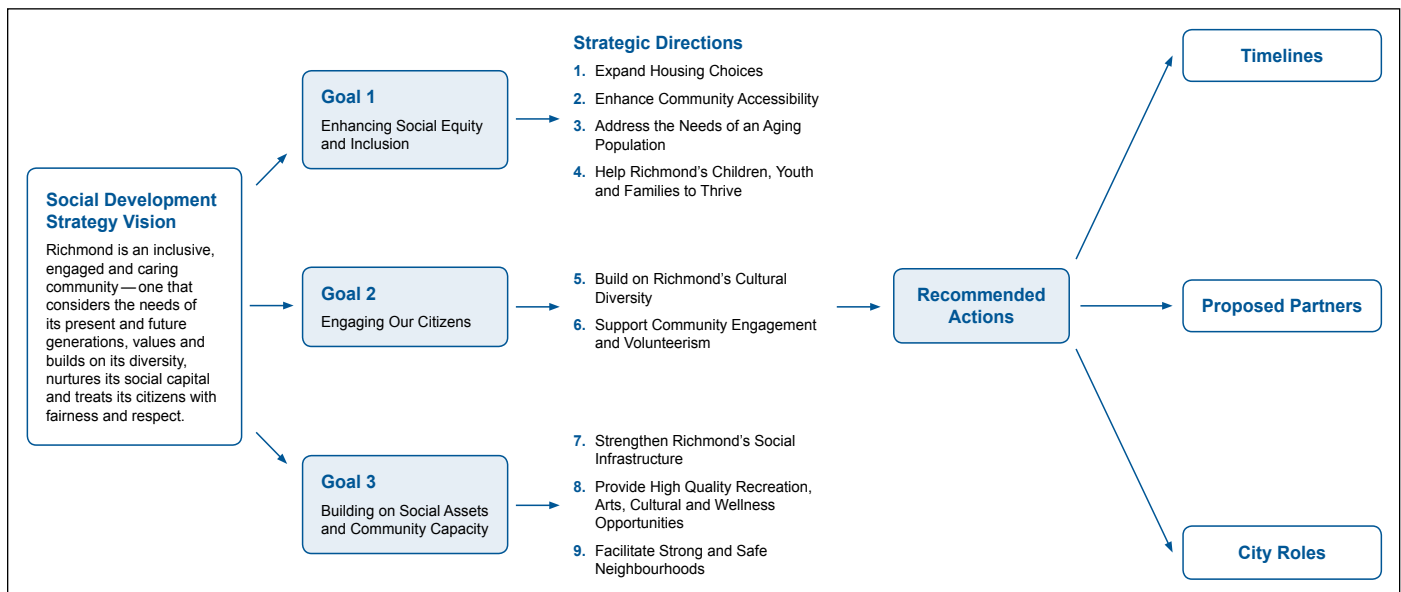 Social Development
Strategy Vision
Richmond is an inclusive,
engaged and caring
community — one that
considers the needs of
its present and future
generations, values and
builds on its diversity,
nurtures its social capital
and treats its citizens with
fairness and respect.
Goal 1
Enhancing Social Equity
and Inclusion
Goal 2
Engaging Our Citizens
Goal 3
Building on Social Assets
and Community Capacity
Strategic Directions
1. Expand Housing Choices
2. Enhance Community Accessibility
3. Address the Needs of an Aging
Population
4. Help Richmond’s Children, Youth
and Families to Thrive
5. Build on Richmond’s Cultural
Diversity
6. Support Community Engagement
and Volunteerism
7. Strengthen Richmond’s Social
Infrastructure
8. Provide High Quality Recreation,
Arts, Cultural and Wellness
Opportunities
9. Facilitate Strong and Safe
Neighbourhoods
Recommended
Actions
Timelines
Proposed Partners
City Roles